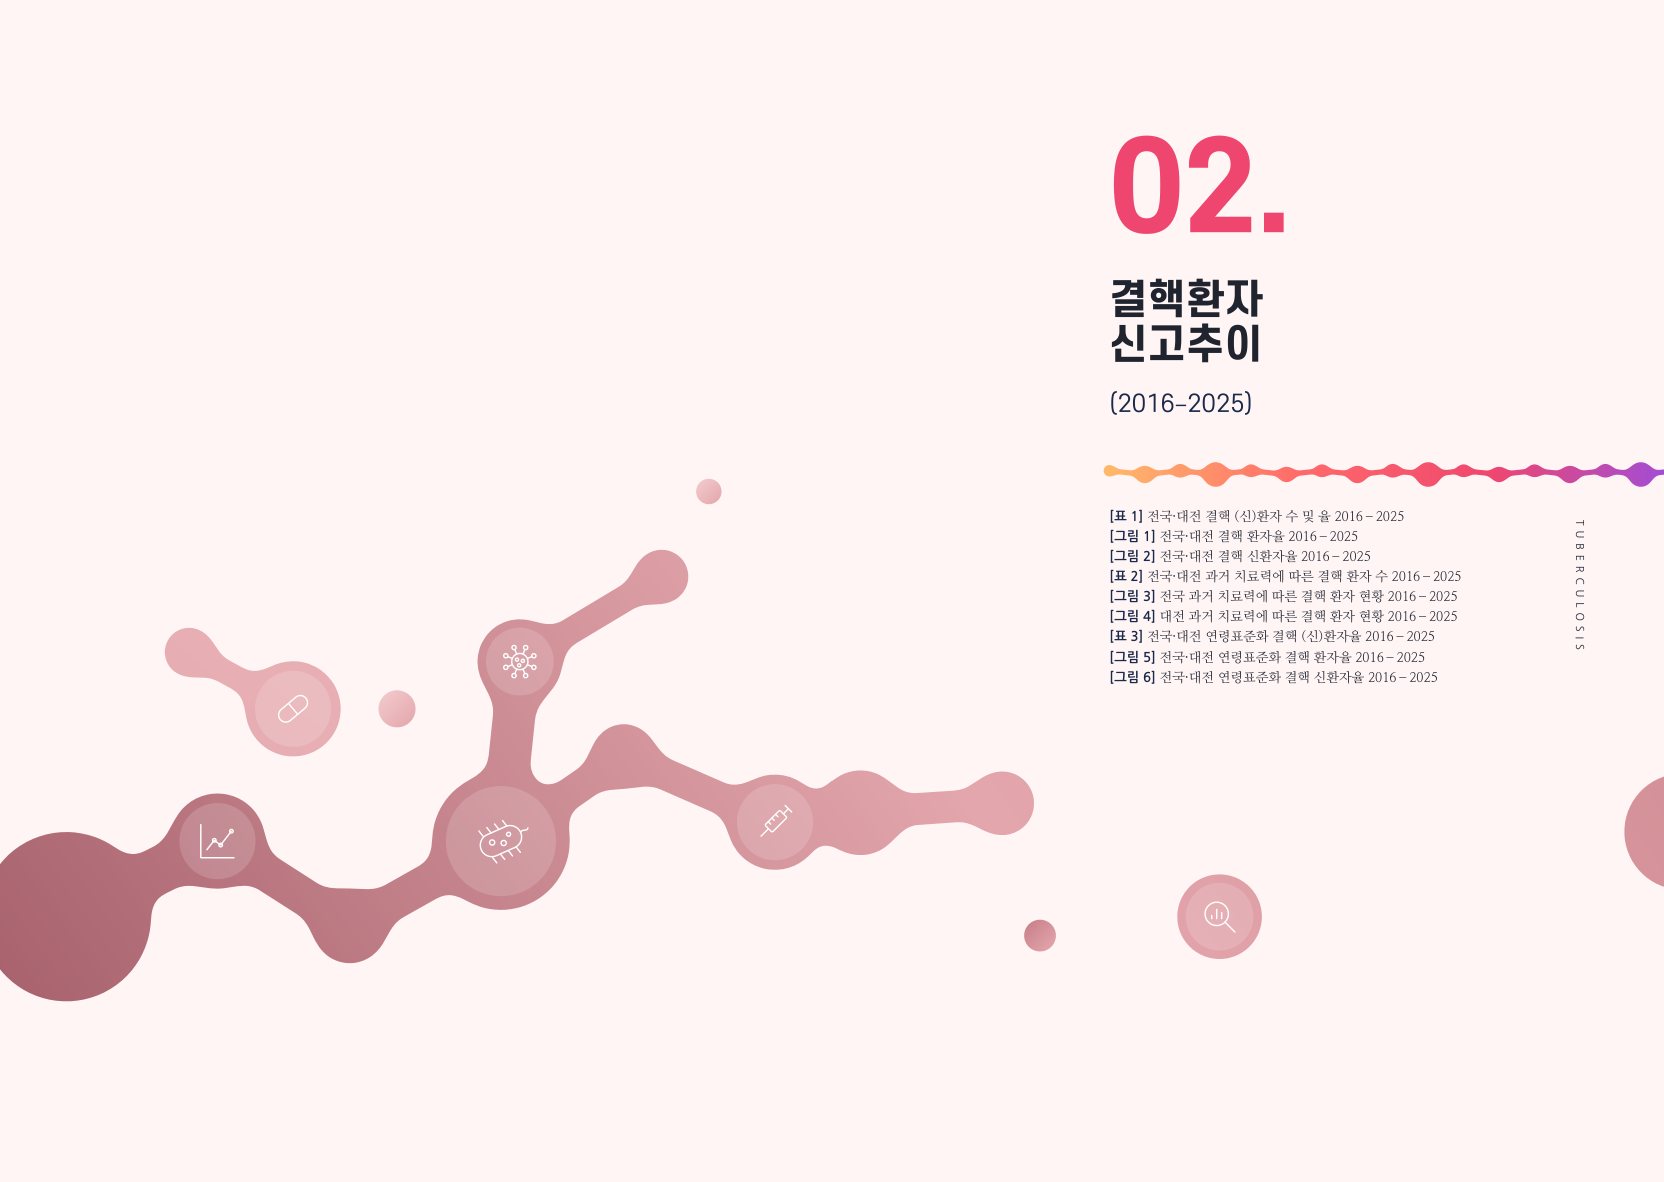 02.
결핵환자
신고추이
(2016-2025)
[표 1] 전국·대전 결핵 (신)환자 수 및 율 2016-2025
[그림 1] 전국·대전 결핵 환자율 2016-2025
[그림 2] 전국·대전 결핵 신환자율 2016-2025
[표 2] 전국·대전 과거 치료력에 따른 결핵 환자 수 2016-2025
[그림 3] 전국 과거 치료력에 따른 결핵 환자 현황 2016-2025
[그림 4] 대전 과거 치료력에 따른 결핵 환자 현황 2016-2025
[표 3] 전국·대전 연령표준화 결핵 (신)환자율 2016-2025
[그림 5] 전국·대전 연령표준화 결핵 환자율 2016-2025
[그림 6] 전국·대전 연령표준화 결핵 신환자율 2016-2025
TUBERCULOSIS